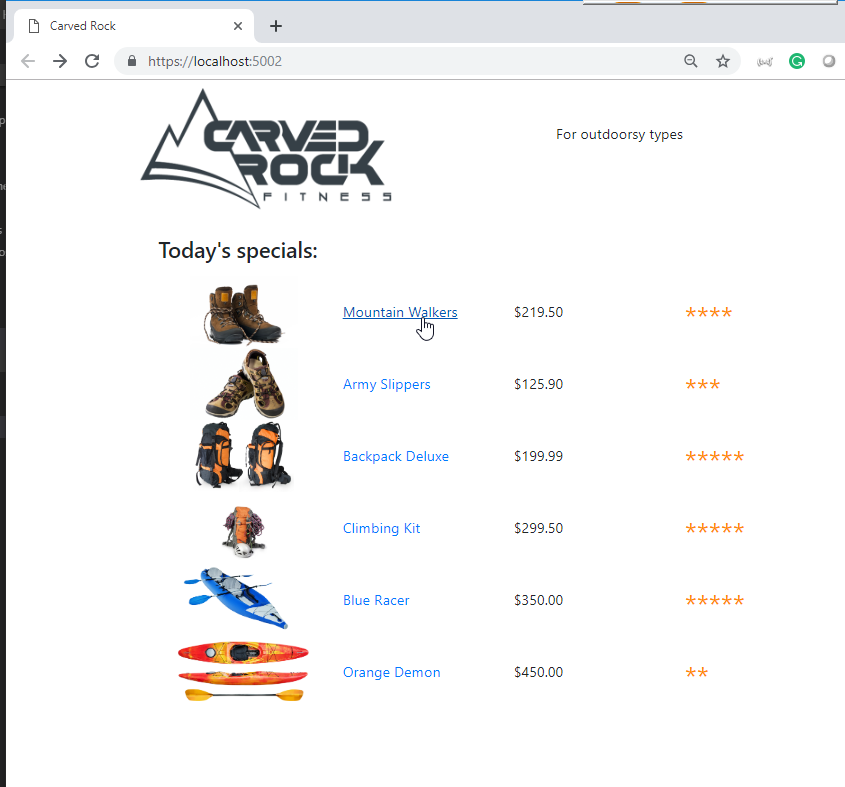 Carved Rock
https://localhost:5002
CARVED
ROCK
FITNESS
For outdoorsy types
Today's specials:
Mountain Walkers $219.50 ****
Army Slippers $125.90 ***
Backpack Deluxe $199.99 *****
Climbing Kit $299.50 *****
Blue Racer $350.00 *****
Orange Demon $450.00 **